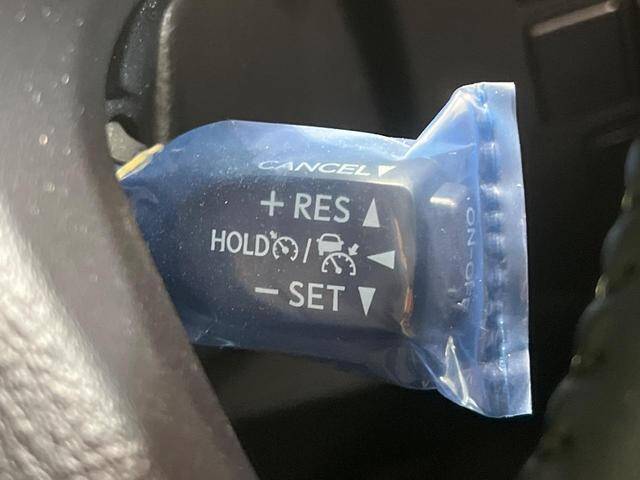 CANCEL▼
+ RES ▲
HOLD / ◀
− SET ▼
ON-OFF